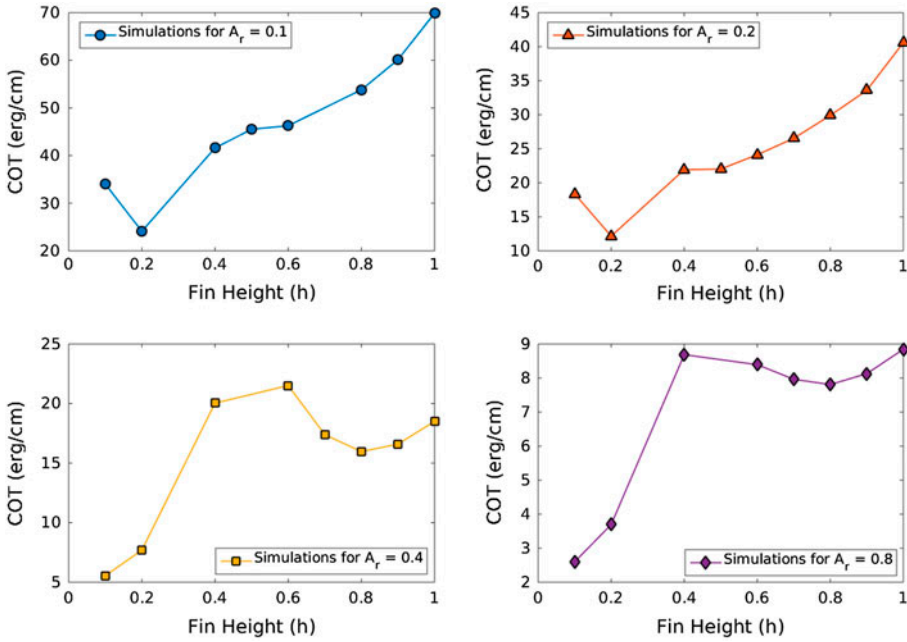 Simulations for A_r = 0.1
COT (erg/cm)
70
60
50
40
30
20
0 0.2 0.4 0.6 0.8 1
Fin Height (h)
Simulations for A_r = 0.2
COT (erg/cm)
45
40
35
30
25
20
15
10
0 0.2 0.4 0.6 0.8 1
Fin Height (h)
COT (erg/cm)
25
20
15
10
5
Simulations for A_r = 0.4
0 0.2 0.4 0.6 0.8 1
Fin Height (h)
COT (erg/cm)
9
8
7
6
5
4
3
2
Simulations for A_r = 0.8
0 0.2 0.4 0.6 0.8 1
Fin Height (h)